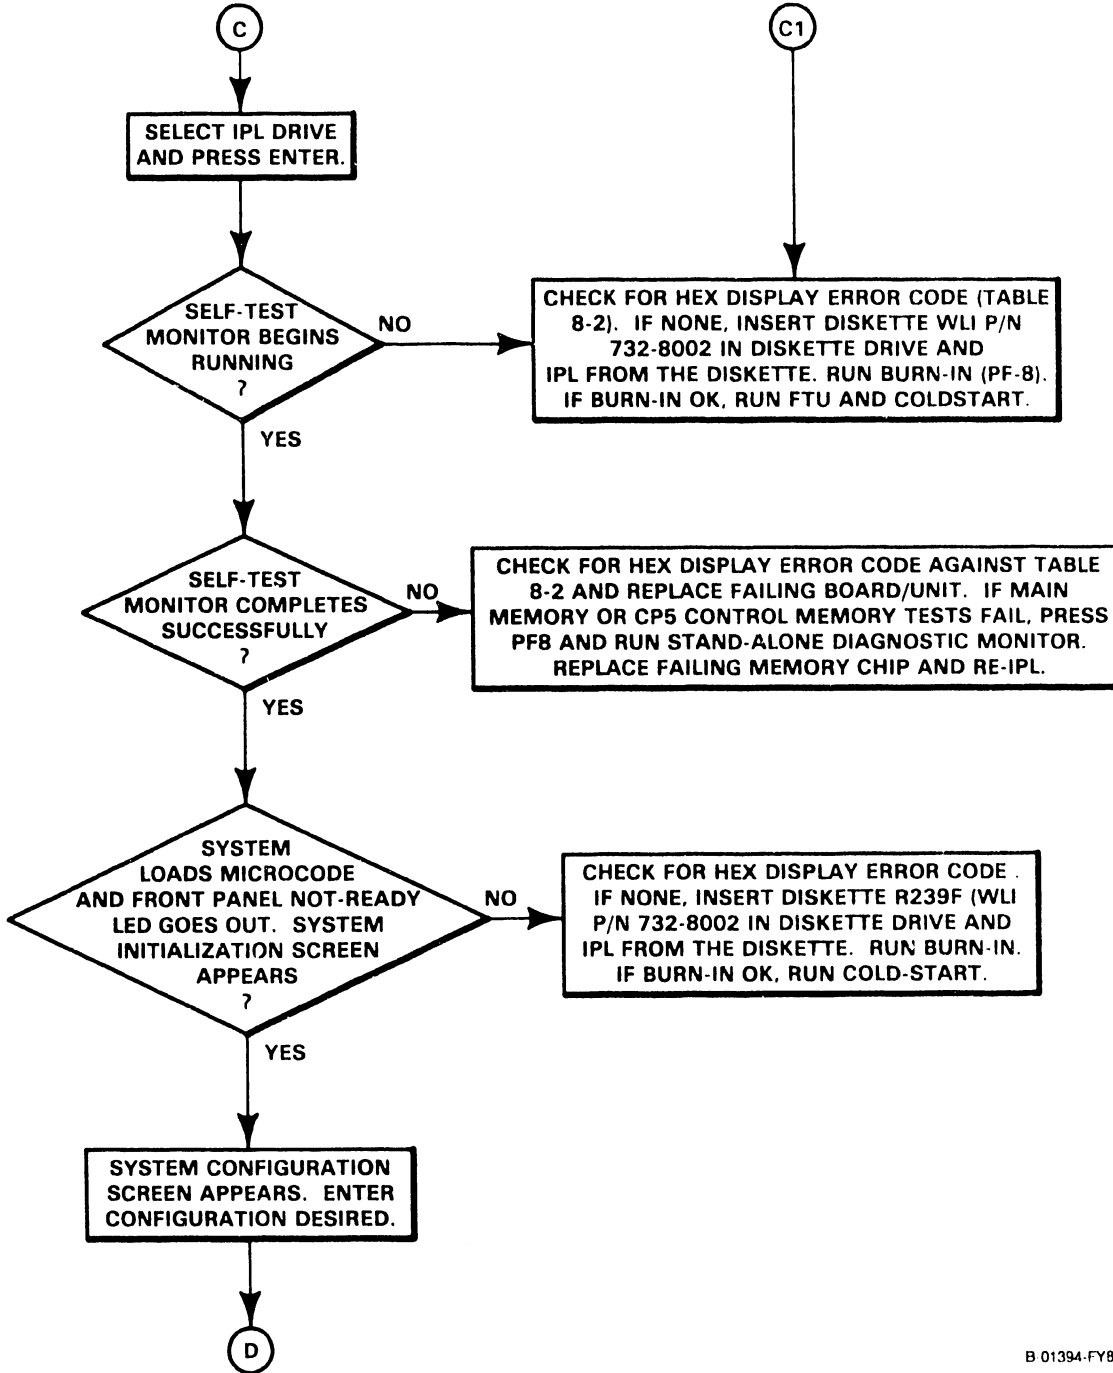 C
C1
SELECT IPL DRIVE
AND PRESS ENTER.
SELF-TEST
MONITOR BEGINS
RUNNING
?
NO
YES
CHECK FOR HEX DISPLAY ERROR CODE (TABLE
8-2). IF NONE, INSERT DISKETTE WLI P/N
732-8002 IN DISKETTE DRIVE AND
IPL FROM THE DISKETTE. RUN BURN-IN (PF-8).
IF BURN-IN OK, RUN FTU AND COLDSTART.
SELF-TEST
MONITOR COMPLETES
SUCCESSFULLY
?
NO
YES
CHECK FOR HEX DISPLAY ERROR CODE AGAINST TABLE
8-2 AND REPLACE FAILING BOARD/UNIT. IF MAIN
MEMORY OR CP5 CONTROL MEMORY TESTS FAIL, PRESS
PF8 AND RUN STAND-ALONE DIAGNOSTIC MONITOR.
REPLACE FAILING MEMORY CHIP AND RE-IPL.
SYSTEM
LOADS MICROCODE
AND FRONT PANEL NOT-READY
LED GOES OUT. SYSTEM
INITIALIZATION SCREEN
APPEARS
?
NO
YES
CHECK FOR HEX DISPLAY ERROR CODE .
IF NONE, INSERT DISKETTE R239F (WLI
P/N 732-8002 IN DISKETTE DRIVE AND
IPL FROM THE DISKETTE. RUN BURN-IN.
IF BURN-IN OK, RUN COLD-START.
SYSTEM CONFIGURATION
SCREEN APPEARS. ENTER
CONFIGURATION DESIRED.
D
B-01394-FY8